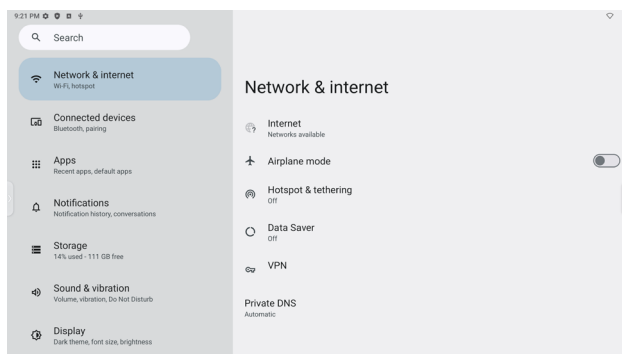 9:21 PM
Search
Network & internet
Wi-Fi, hotspot
Connected devices
Bluetooth, pairing
Apps
Recent apps, default apps
Notifications
Notification history, conversations
Storage
14% used - 111 GB free
Sound & vibration
Volume, vibration, Do Not Disturb
Display
Dark theme, font size, brightness
Network & internet
Internet
Networks available
Airplane mode
Hotspot & tethering
Off
Data Saver
Off
VPN
Private DNS
Automatic